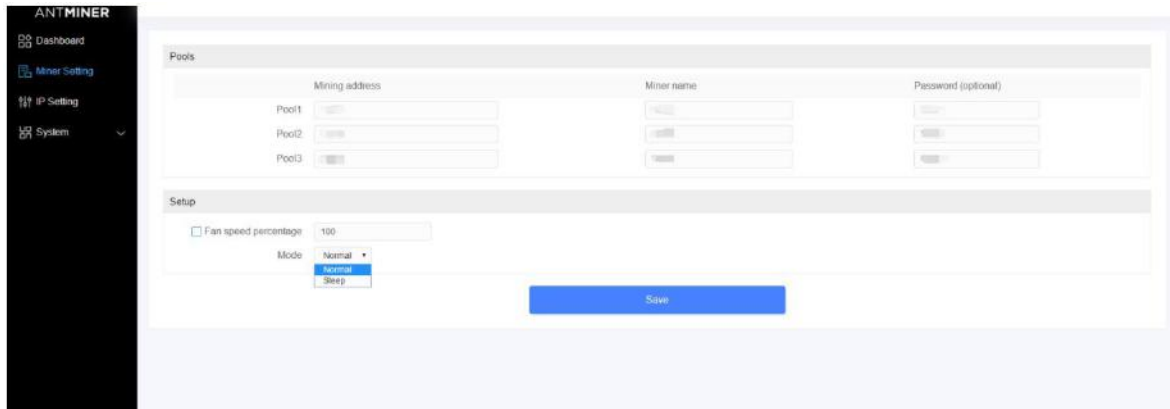 ANTMINER
Dashboard
Miner Setting
IP Setting
System
Pools
Mining address Miner name Password (optional)
Pool1
Pool2
Pool3
Setup
Fan speed percentage 100
Mode Normal
Normal
Sleep
Save